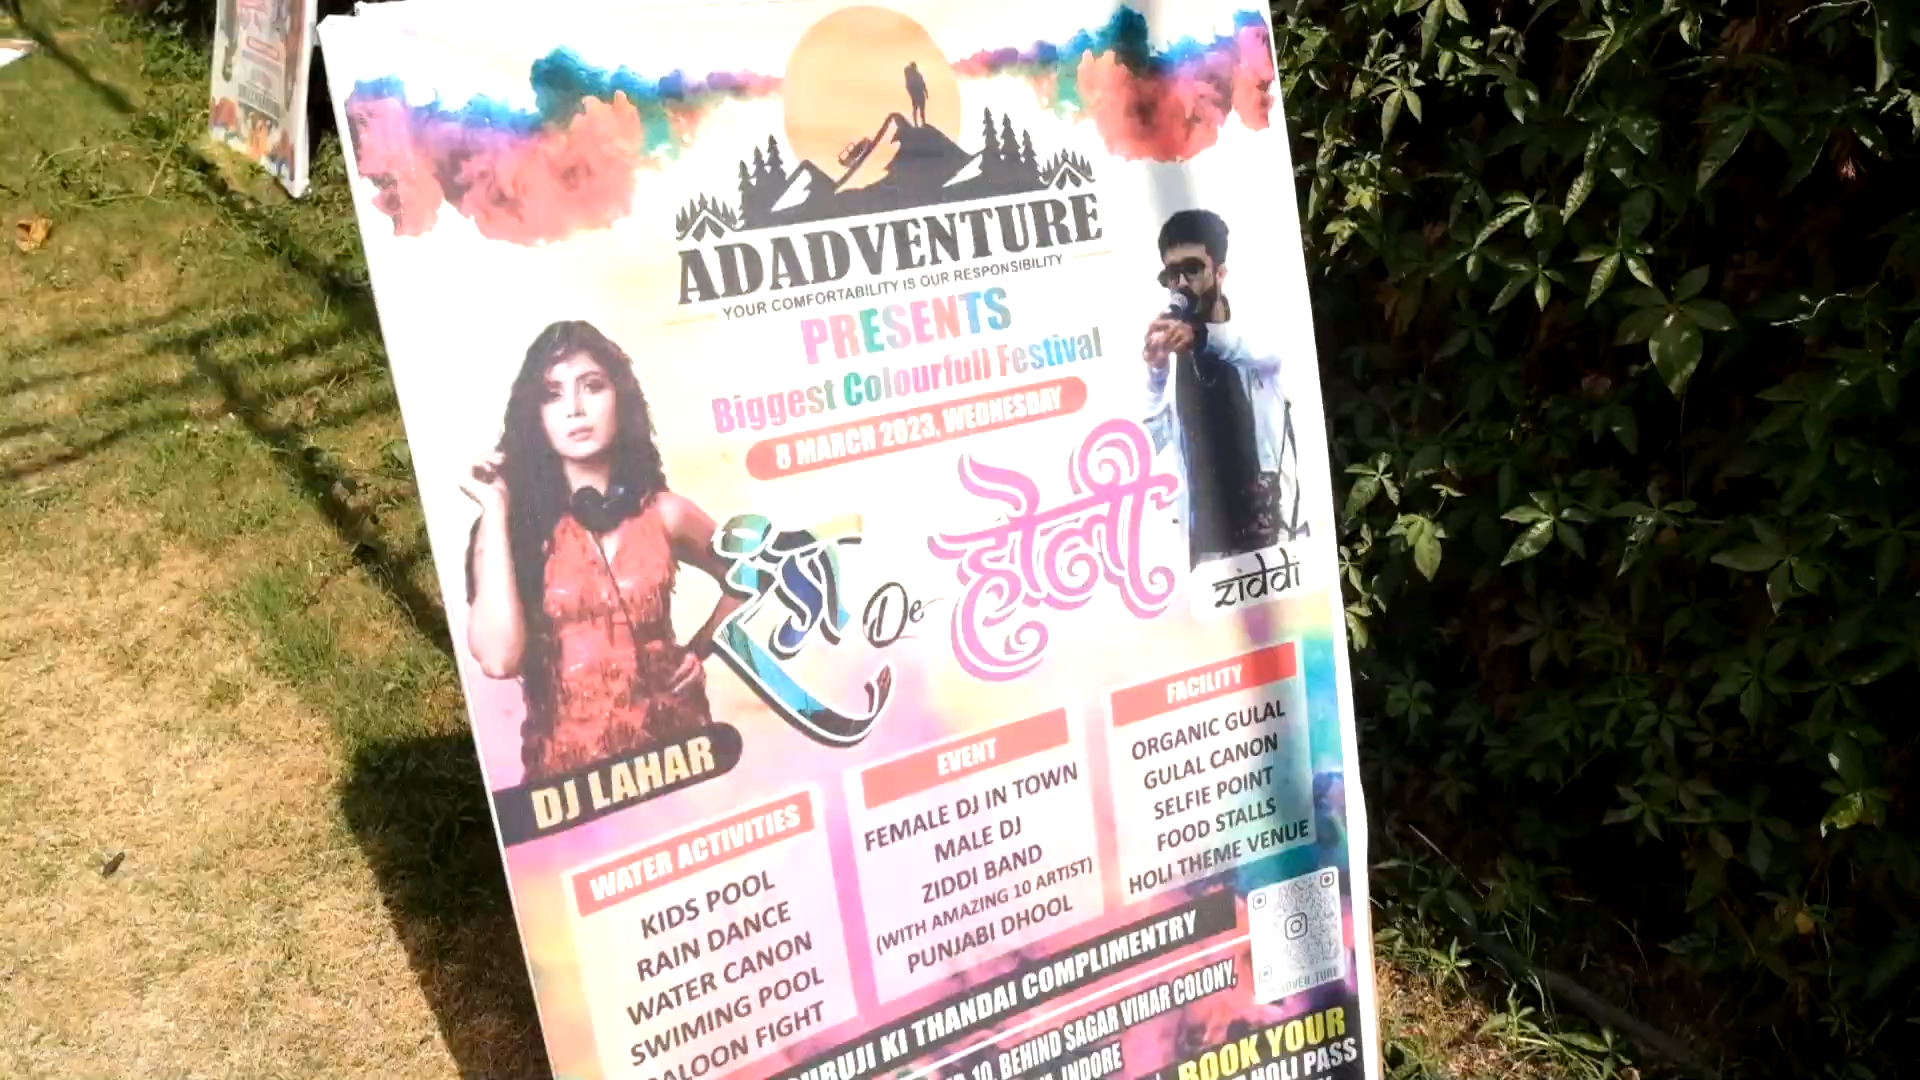 ADADVENTURE
YOUR COMFORTABILITY IS OUR RESPONSIBILITY
PRESENTS
Biggest Colourfull Festival
8 MARCH 2023, WEDNESDAY
रंग De होली
ziddi
DJ LAHAR
WATER ACTIVITIES
KIDS POOL
RAIN DANCE
WATER CANON
SWIMING POOL
FIGHT
EVENT
FEMALE DJ IN TOWN
MALE DJ
ZIDDI BAND
(WITH AMAZING 10 ARTIST)
PUNJABI DHOOL
FACILITY
ORGANIC GULAL
GULAL CANON
SELFIE POINT
FOOD STALLS
HOLI THEME VENUE
KI THANDAI COMPLIMENTRY
10, BEHIND SAGAR VIHAR COLONY,
INDORE
BOOK YOUR
HOLI PASS